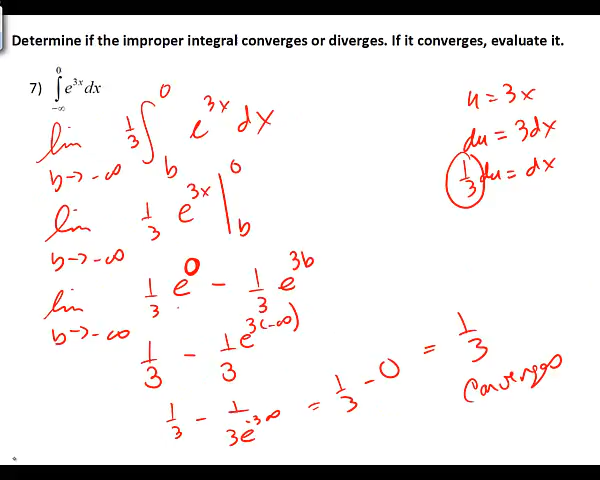 Determine if the improper integral converges or diverges. If it converges, evaluate it.
7) ∫_{-∞}^{0} e^{3x} dx
lim_{b→-∞} 1/3 ∫_{b}^{0} e^{3x} dx
u = 3x
du = 3dx
1/3 du = dx
lim_{b→-∞} 1/3 e^{3x} |_{b}^{0}
lim_{b→-∞} 1/3 e^{0} - 1/3 e^{3b}
1/3 - 1/3 e^{3(-∞)}
1/3 - 1/(3e^{3∞}) = 1/3 - 0 = 1/3
Converges